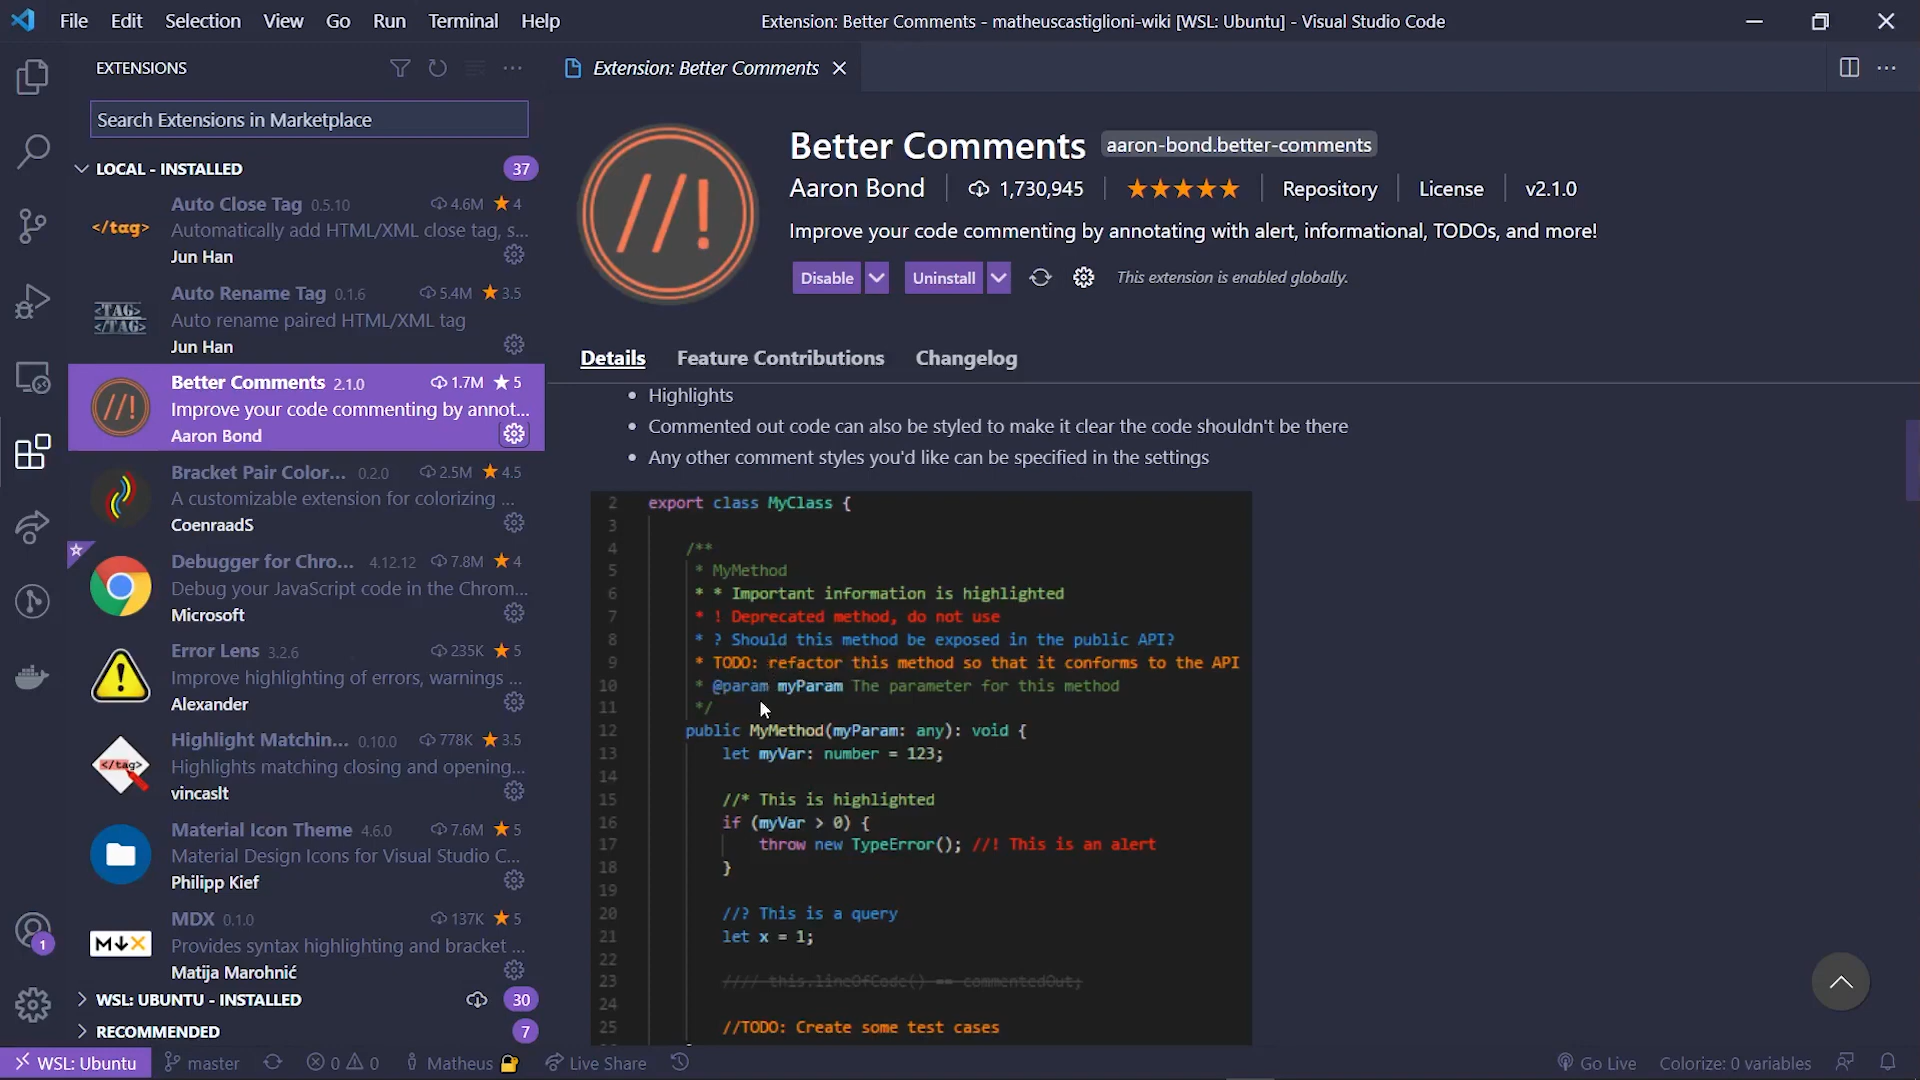 File Edit Selection View Go Run Terminal Help
Extension: Better Comments - matheuscastiglioni-wiki [WSL: Ubuntu] - Visual Studio Code
EXTENSIONS
Extension: Better Comments
Search Extensions in Marketplace
LOCAL - INSTALLED 37
Auto Close Tag 0.5.10 4.6M ★ 4
Automatically add HTML/XML close tag, s...
Jun Han
</tag>
Auto Rename Tag 0.1.6 5.4M ★ 3.5
Auto rename paired HTML/XML tag
Jun Han
<TAG>
</TAG>
Better Comments 2.1.0 1.7M ★ 5
Improve your code commenting by annot...
Aaron Bond
//!
Bracket Pair Color... 0.2.0 2.5M ★ 4.5
A customizable extension for colorizing ...
CoenraadS
Debugger for Chro... 4.12.12 7.8M ★ 4
Debug your JavaScript code in the Chrom...
Microsoft
Error Lens 3.2.6 235K ★ 5
Improve highlighting of errors, warnings ...
Alexander
Highlight Matchin... 0.10.0 778K ★ 3.5
Highlights matching closing and opening...
vincaslt
</tag>
Material Icon Theme 4.6.0 7.6M ★ 5
Material Design Icons for Visual Studio C...
Philipp Kief
MDX 0.1.0 137K ★ 5
Provides syntax highlighting and bracket ...
Matija Marohnić
M↓X
1
WSL: UBUNTU - INSTALLED 30
RECOMMENDED 7
//!
Better Comments aaron-bond.better-comments
Aaron Bond 1,730,945 ★★★★★ Repository License v2.1.0
Improve your code commenting by annotating with alert, informational, TODOs, and more!
Disable Uninstall This extension is enabled globally.
Details Feature Contributions Changelog
• Highlights
• Commented out code can also be styled to make it clear the code shouldn't be there
• Any other comment styles you'd like can be specified in the settings
2 export class MyClass {
3
4 /**
5 * MyMethod
6 * * Important information is highlighted
7 * ! Deprecated method, do not use
8 * ? Should this method be exposed in the public API?
9 * TODO: refactor this method so that it conforms to the API
10 * @param myParam The parameter for this method
11 */
12 public MyMethod(myParam: any): void {
13 let myVar: number = 123;
14
15 //* This is highlighted
16 if (myVar > 0) {
17 throw new TypeError(); //! This is an alert
18 }
19
20 //? This is a query
21 let x = 1;
22
23 //// this.lineOfCode() == commentedOut;
24
25 //TODO: Create some test cases
WSL: Ubuntu master 0 0 Matheus Live Share Go Live Colorize: 0 variables